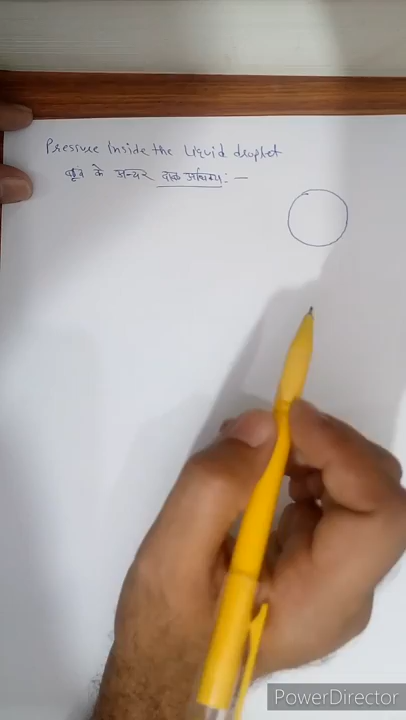 Pressure Inside the Liquid droplet
बूंद के अन्दर दाब आधिक्य : —
PowerDirector